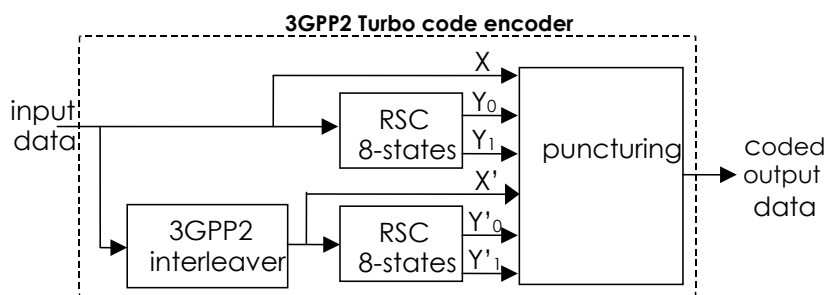 3GPP2 Turbo code encoder
X
input
data
RSC
8-states
Y0
Y1
puncturing
coded
output
data
X'
3GPP2
interleaver
RSC
8-states
Y'0
Y'1